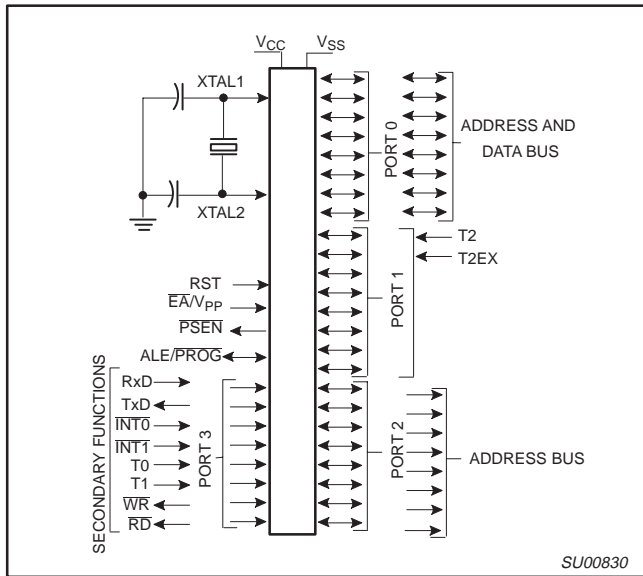 VCC VSS
XTAL1
XTAL2
PORT 0
ADDRESS AND
DATA BUS
T2
T2EX
PORT 1
RST
EA/VPP
PSEN
ALE/PROG
SECONDARY FUNCTIONS
RxD
TxD
INT0
INT1
T0
T1
WR
RD
PORT 3
PORT 2
ADDRESS BUS
SU00830